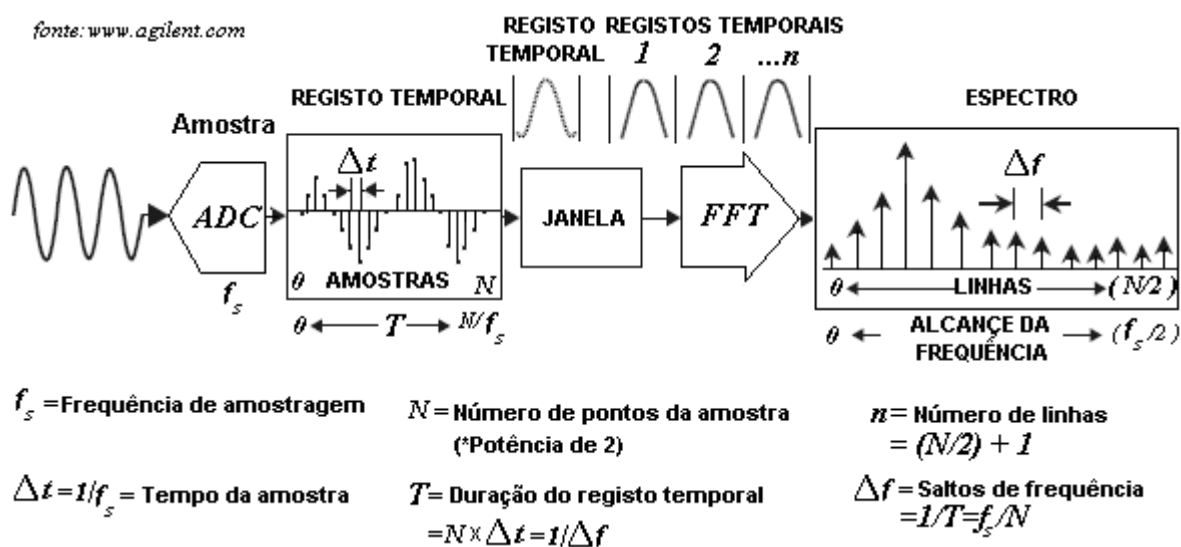 fonte: www.agilent.com
REGISTO REGISTOS TEMPORAIS
TEMPORAL 1 2 ...n
REGISTO TEMPORAL
ESPECTRO
Amostra
Δt
Δf
ADC
JANELA
FFT
0 AMOSTRAS N
0 LINHAS (N/2)
f_s
0 T N/f_s
0 ALCANÇE DA (f_s/2)
FREQUÊNCIA
f_s =Frequência de amostragem
N = Número de pontos da amostra
(*Potência de 2)
n= Número de linhas
= (N/2) + 1
Δt=1/f_s = Tempo da amostra
T= Duração do registo temporal
=N x Δt=1/Δf
Δf = Saltos de frequência
=1/T=f_s/N